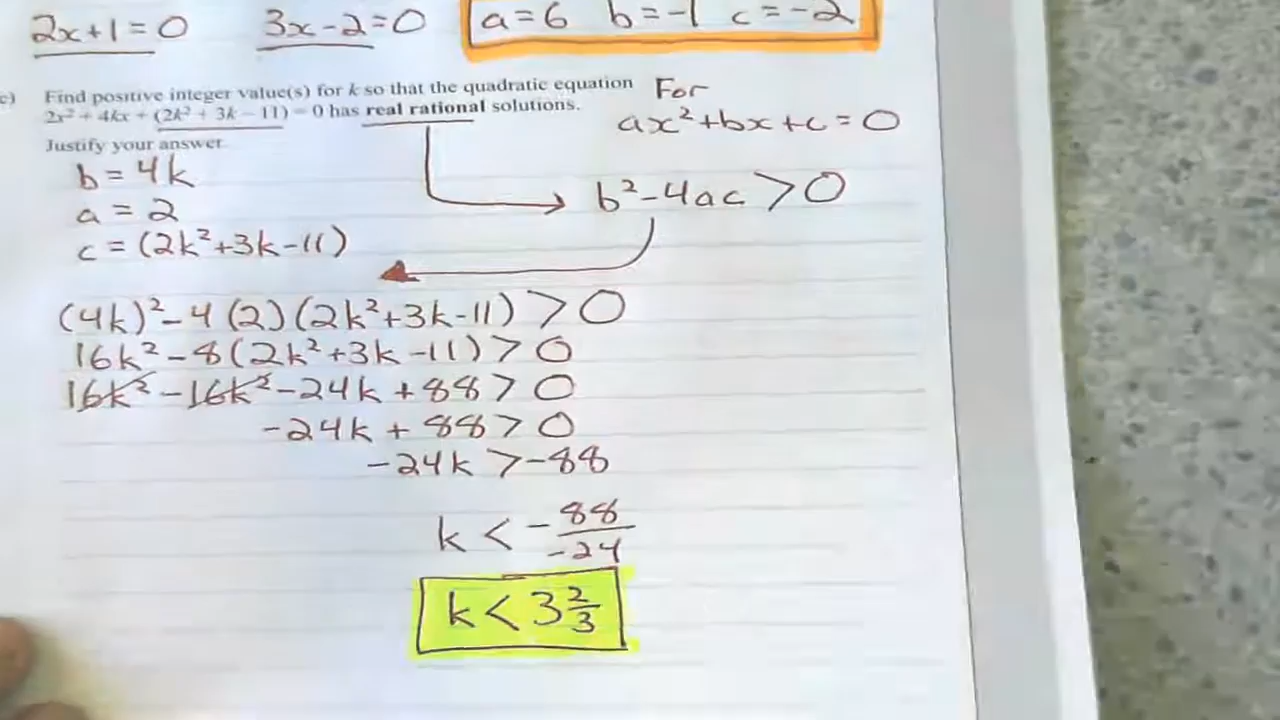 2x+1=0 3x-2=0 a=6 b=-1 c=-2
c) Find positive integer value(s) for k so that the quadratic equation
2x² + 4kx + (2k² + 3k − 11) = 0 has real rational solutions.
For
ax²+bx+c=0
Justify your answer
b=4k
a=2
b²-4ac>0
c=(2k²+3k-11)
(4k)²-4(2)(2k²+3k-11)>0
16k²-8(2k²+3k-11)>0
16k²-16k²-24k+88>0
-24k+88>0
-24k>-88
k<-88/-24
k<3 2/3